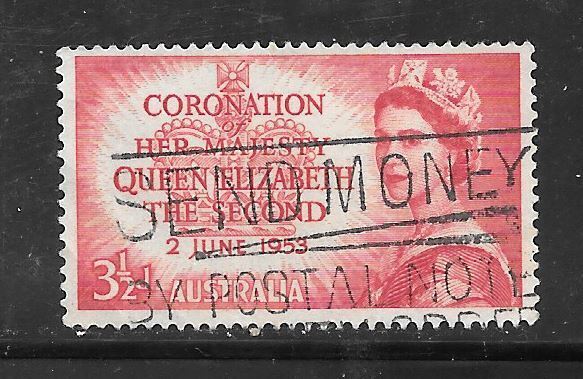 CORONATION
OF
HER MAJESTY
QUEEN ELIZABETH
THE SECOND
2 JUNE 1953
3½d AUSTRALIA
SEND MONEY
BY POSTAL NOTE
ORDER